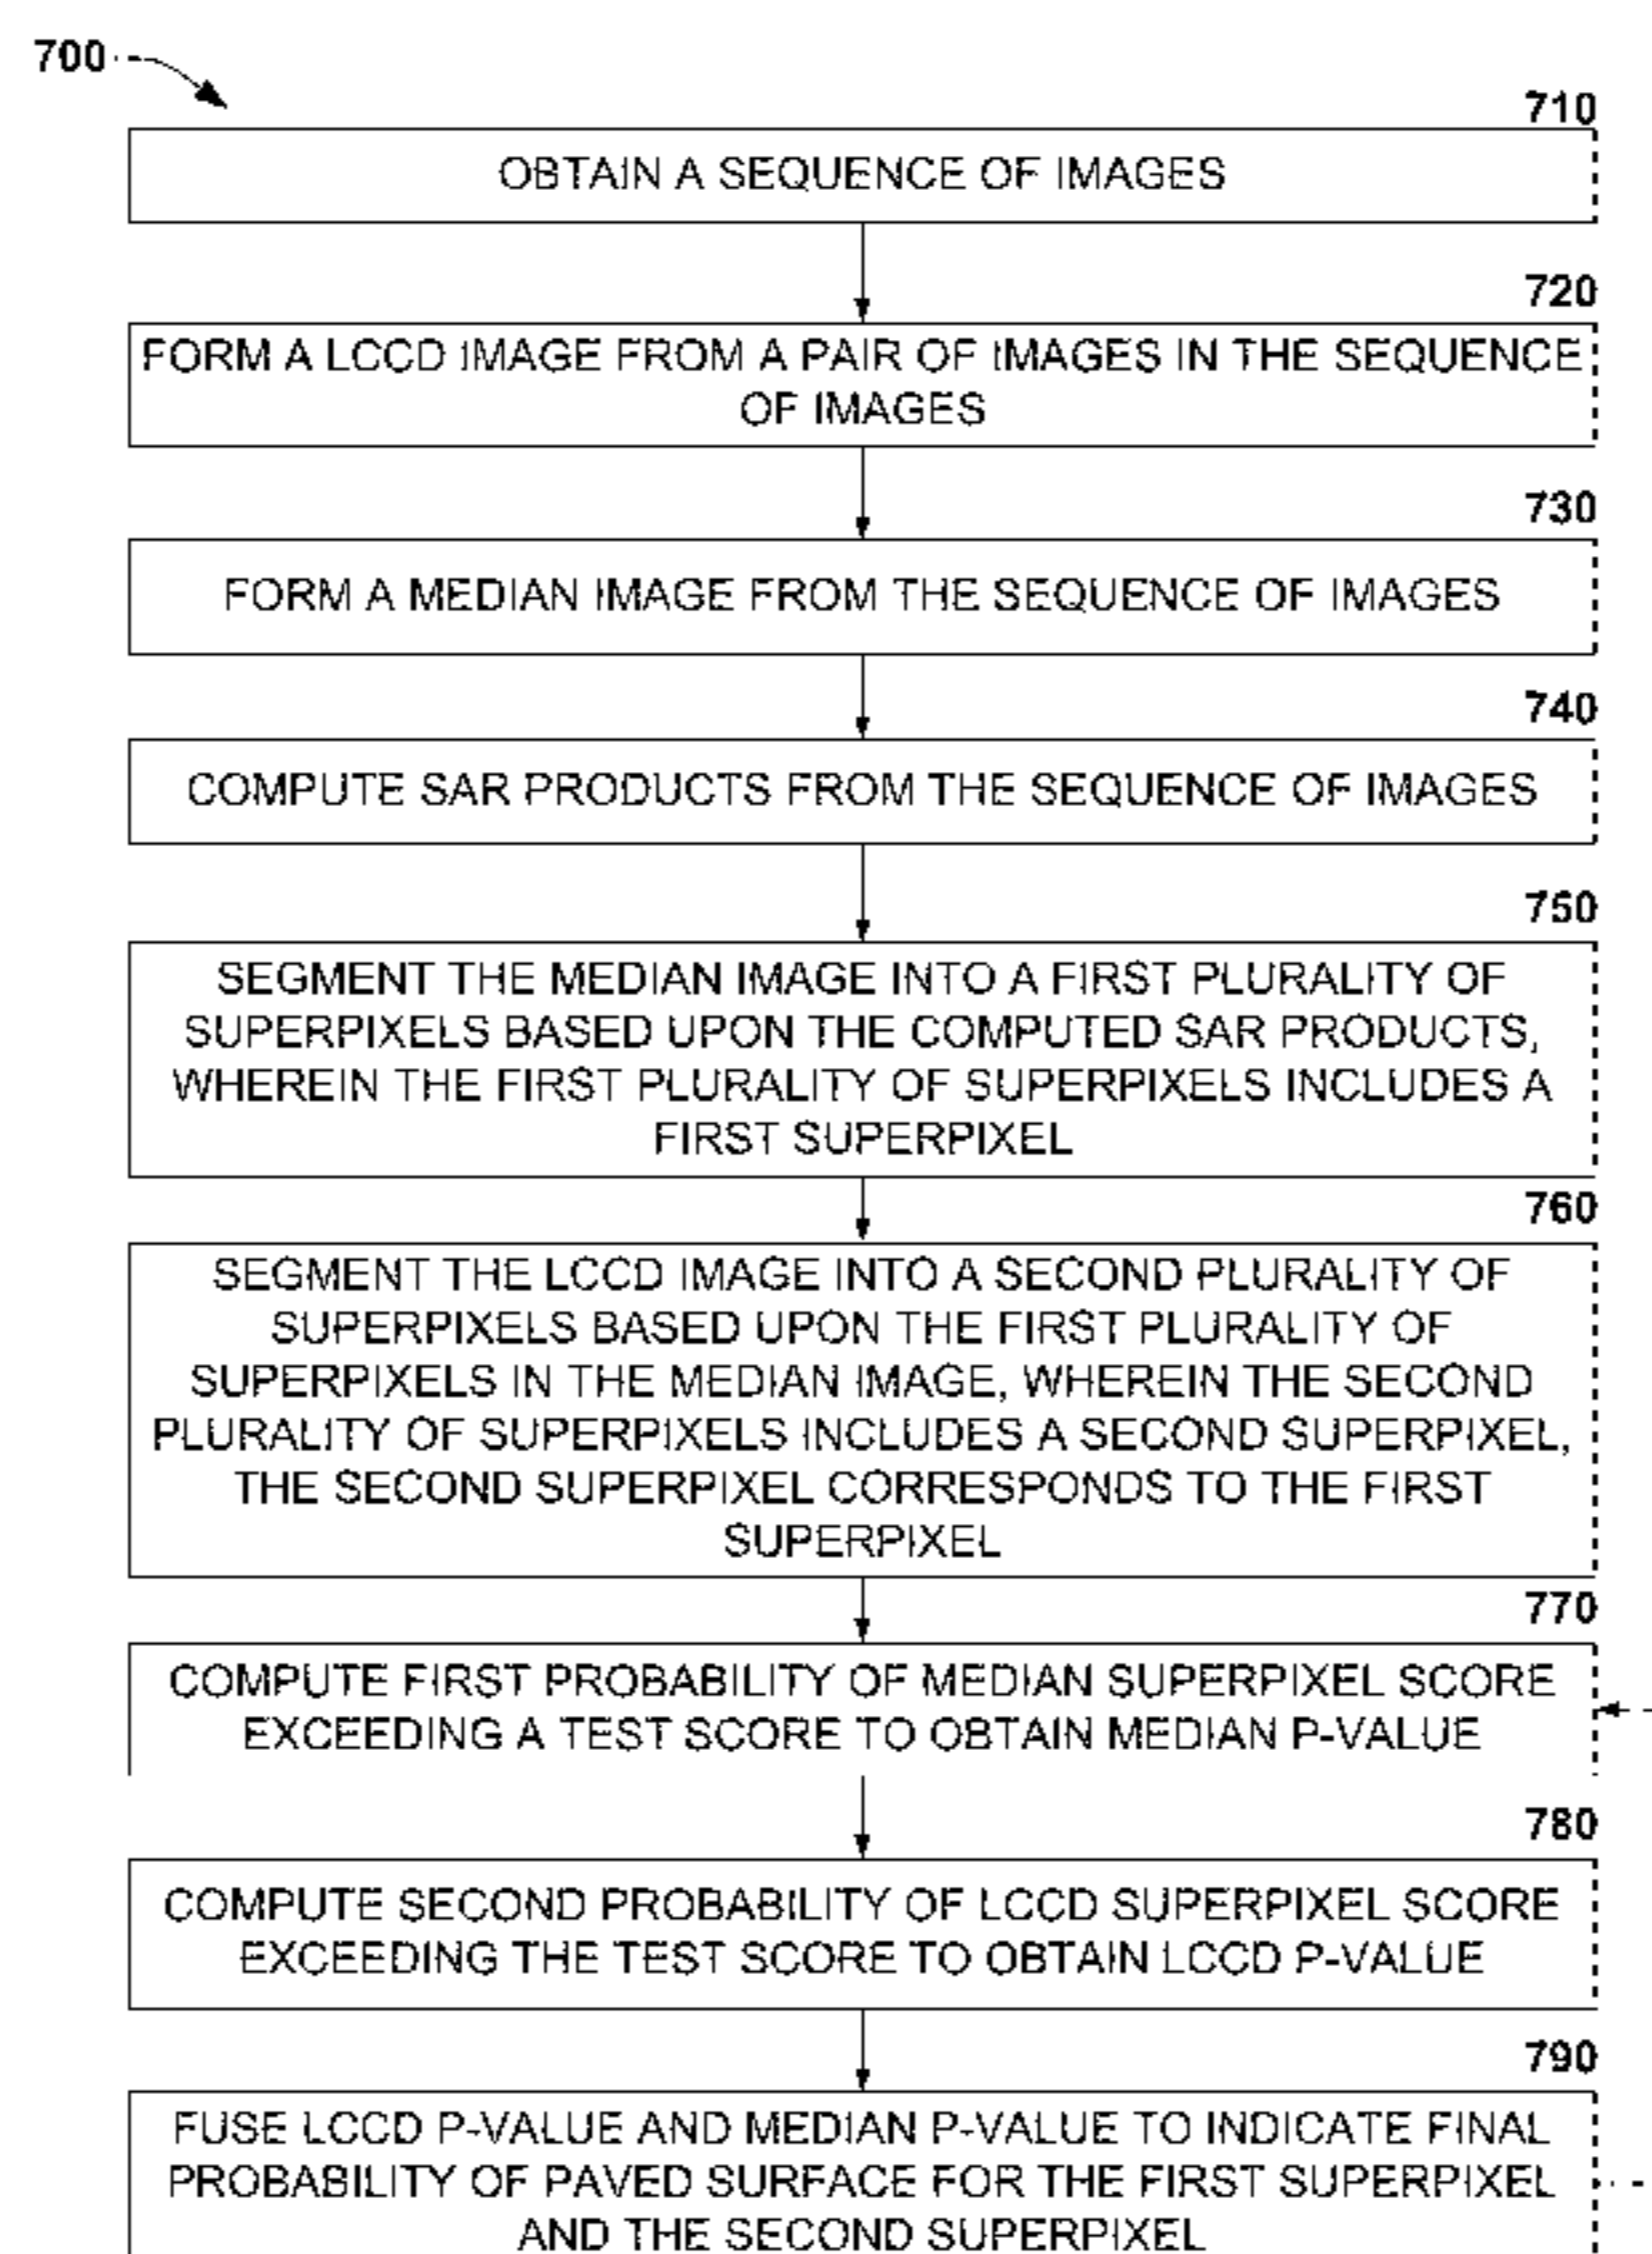 700
710
OBTAIN A SEQUENCE OF IMAGES
720
FORM A LCCD IMAGE FROM A PAIR OF IMAGES IN THE SEQUENCE
OF IMAGES
730
FORM A MEDIAN IMAGE FROM THE SEQUENCE OF IMAGES
740
COMPUTE SAR PRODUCTS FROM THE SEQUENCE OF IMAGES
750
SEGMENT THE MEDIAN IMAGE INTO A FIRST PLURALITY OF
SUPERPIXELS BASED UPON THE COMPUTED SAR PRODUCTS,
WHEREIN THE FIRST PLURALITY OF SUPERPIXELS INCLUDES A
FIRST SUPERPIXEL
760
SEGMENT THE LCCD IMAGE INTO A SECOND PLURALITY OF
SUPERPIXELS BASED UPON THE FIRST PLURALITY OF
SUPERPIXELS IN THE MEDIAN IMAGE, WHEREIN THE SECOND
PLURALITY OF SUPERPIXELS INCLUDES A SECOND SUPERPIXEL,
THE SECOND SUPERPIXEL CORRESPONDS TO THE FIRST
SUPERPIXEL
770
COMPUTE FIRST PROBABILITY OF MEDIAN SUPERPIXEL SCORE
EXCEEDING A TEST SCORE TO OBTAIN MEDIAN P-VALUE
780
COMPUTE SECOND PROBABILITY OF LCCD SUPERPIXEL SCORE
EXCEEDING THE TEST SCORE TO OBTAIN LCCD P-VALUE
790
FUSE LCCD P-VALUE AND MEDIAN P-VALUE TO INDICATE FINAL
PROBABILITY OF PAVED SURFACE FOR THE FIRST SUPERPIXEL
AND THE SECOND SUPERPIXEL